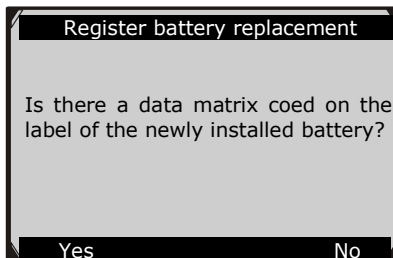 Register battery replacement
Is there a data matrix coed on the
label of the newly installed battery?
Yes No